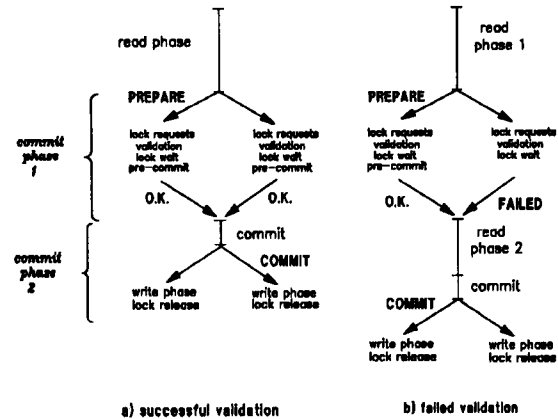 read phase
PREPARE
lock requests
validation
lock wait
pre-commit
lock requests
validation
lock wait
pre-commit
O.K.
O.K.
commit
phase
1
commit
COMMIT
commit
phase
2
write phase
lock release
write phase
lock release
a) successful validation
read
phase 1
PREPARE
lock requests
validation
lock wait
pre-commit
lock requests
validation
lock wait
O.K.
FAILED
read
phase 2
commit
COMMIT
write phase
lock release
write phase
lock release
b) failed validation